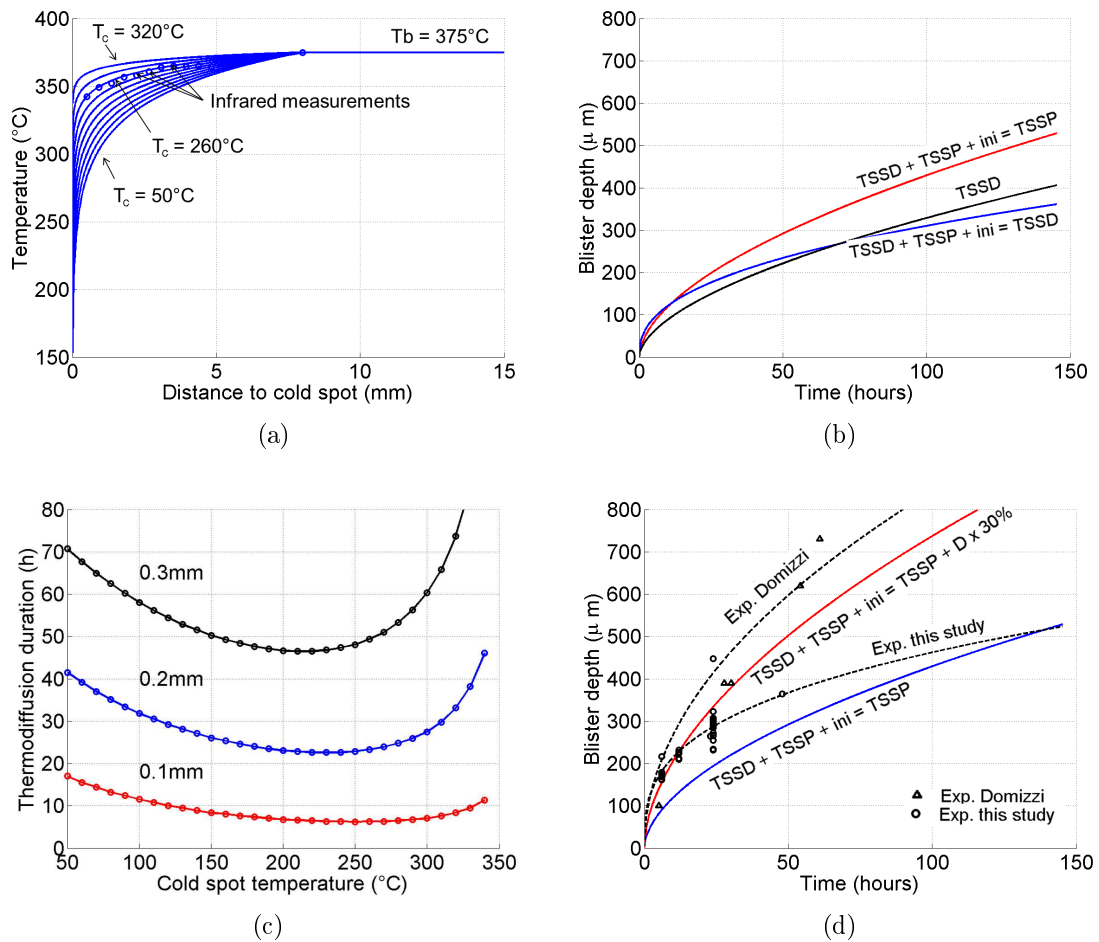 400
350
300
250
200
150
Temperature (°C)
T_c = 320°C
Tb = 375°C
Infrared measurements
T_c = 260°C
T_c = 50°C
0
5
10
15
Distance to cold spot (mm)
(a)
800
700
600
500
400
300
200
100
0
Blister depth (μ m)
TSSD + TSSP + ini = TSSP
TSSD
TSSD + TSSP + ini = TSSD
0
50
100
150
Time (hours)
(b)
80
70
60
50
40
30
20
10
0
Thermodiffusion duration (h)
0.3mm
0.2mm
0.1mm
50
100
150
200
250
300
350
Cold spot temperature (°C)
(c)
800
700
600
500
400
300
200
100
0
Blister depth (μ m)
Exp. Domizzi
TSSD + TSSP + ini = TSSP + D x 30%
Exp. this study
TSSD + TSSP + ini = TSSP
Exp. Domizzi
Exp. this study
0
50
100
150
Time (hours)
(d)